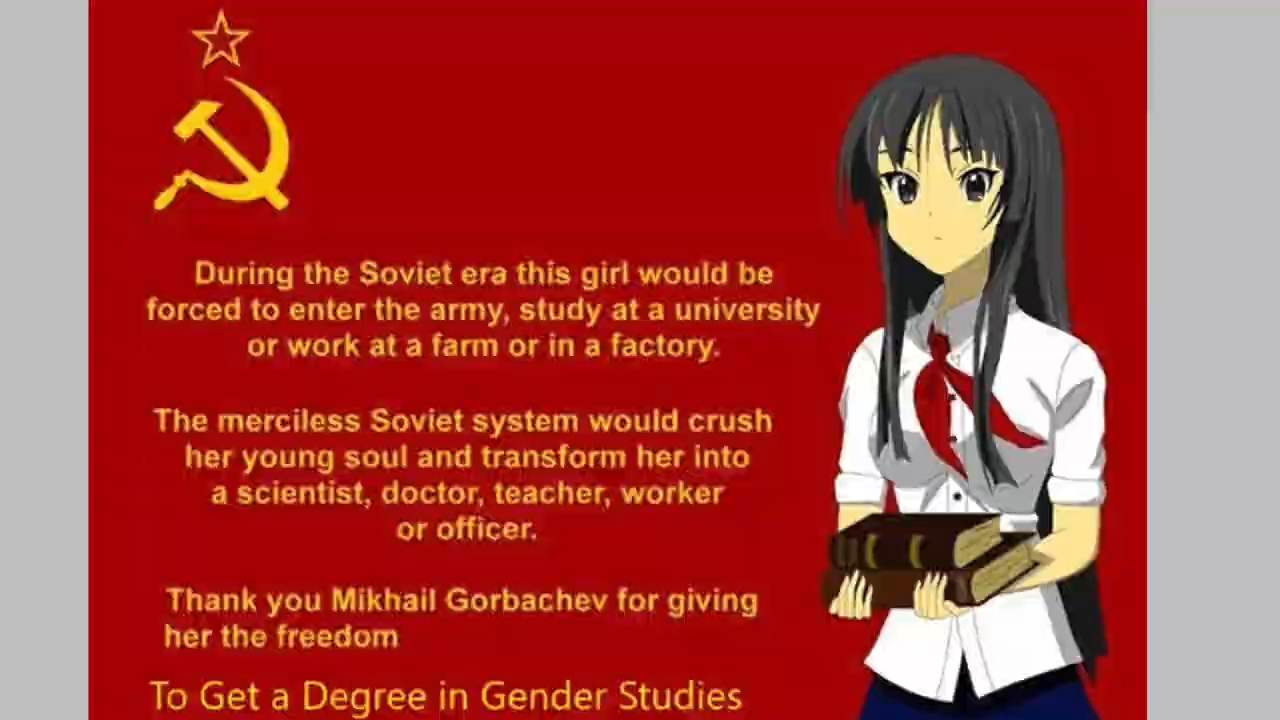 During the Soviet era this girl would be
forced to enter the army, study at a university
or work at a farm or in a factory.
The merciless Soviet system would crush
her young soul and transform her into
a scientist, doctor, teacher, worker
or officer.
Thank you Mikhail Gorbachev for giving
her the freedom
To Get a Degree in Gender Studies